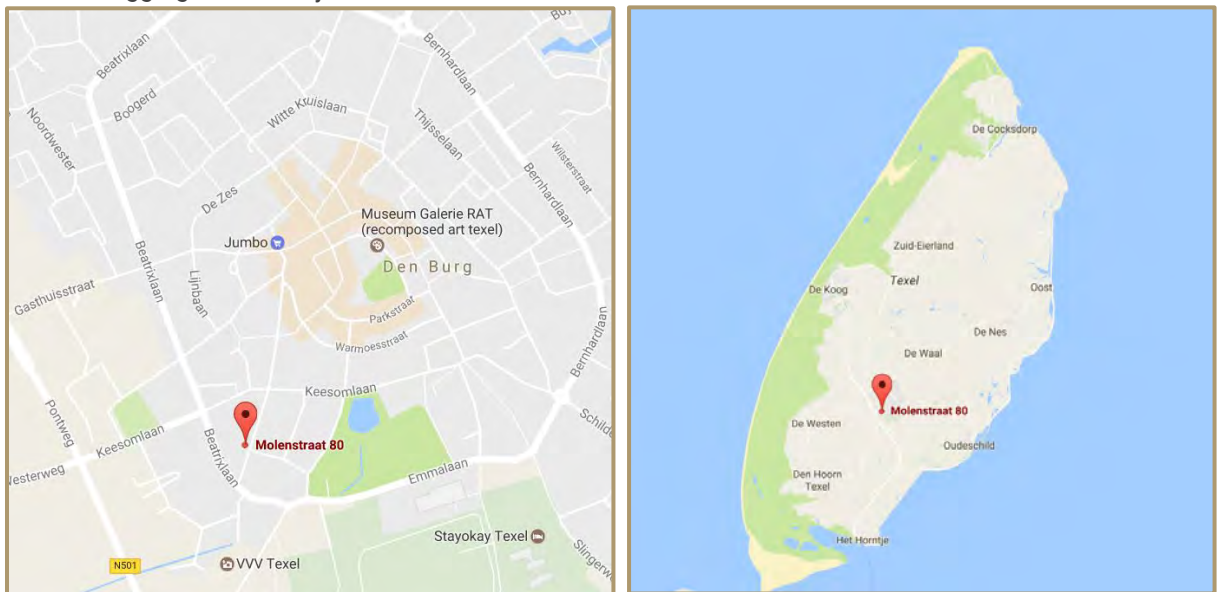 Beatrixlaan
Bernhardlaan
Boogerd
Witte Kruislaan
Thijsselaan
Noordwester
Wilsterstraat
Bernhardlaan
De Zes
Museum Galerie RAT
(recomposed art texel)
Jumbo
Den Burg
Beatrixlaan
Lijnbaan
Gasthuisstraat
Parkstraat
Warmoesstraat
Bernhardlaan
Keesomlaan
Pontweg
Molenstraat 80
Keesomlaan
Beatrixlaan
Emmalaan
Stayokay Texel
Slingerweg
N501
VVV Texel
De Cocksdorp
Zuid-Eierland
Texel
De Koog
Oost
De Nes
De Waal
Molenstraat 80
De Westen
Oudeschild
Den Hoorn
Texel
Het Horntje